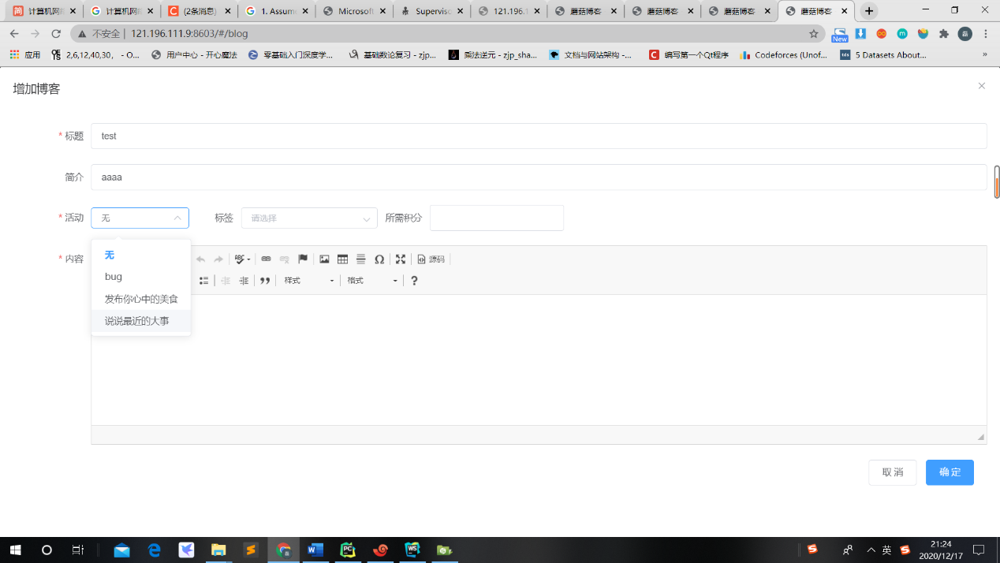 计算机网络
计算机网络
(2条消息)
1. Assum
Microsoft
Superviso
121.196.1
蘑菇博客
蘑菇博客
蘑菇博客
蘑菇博客
不安全 | 121.196.111.9:8603/#/blog
New
磊
应用
2,6,12,40,30， - O...
用户中心 - 开心魔法
零基础入门深度学...
基础数论复习 - zjp...
乘法逆元 - zjp_sha...
文档与网站架构 -...
编写第一个Qt程序
Codeforces (Unof...
5 Datasets About...
»
增加博客
* 标题 test
简介 aaaa
* 活动 无 标签 请选择 所需积分
* 内容
无
bug
发布你心中的美食
说说最近的大事
ABC
Ω
源码
样式 格式 ?
取消 确定
英
21:24
2020/12/17